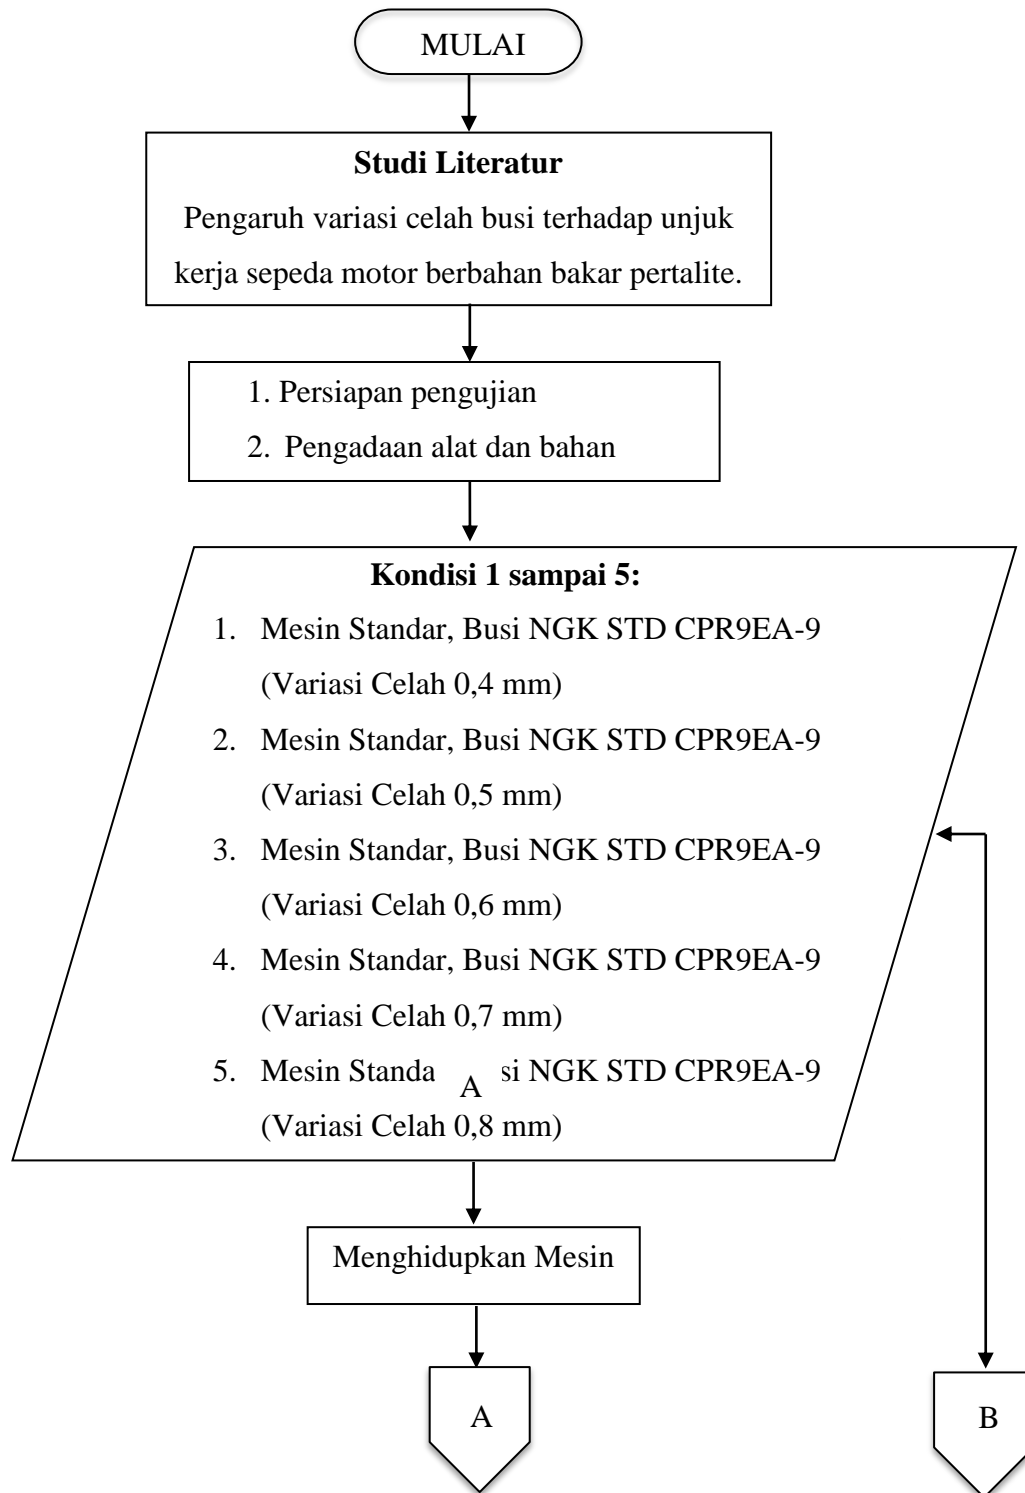 MULAI
Studi Literatur
Pengaruh variasi celah busi terhadap unjuk
kerja sepeda motor berbahan bakar pertalite.
1. Persiapan pengujian
2. Pengadaan alat dan bahan
Kondisi 1 sampai 5:
1. Mesin Standar, Busi NGK STD CPR9EA-9
(Variasi Celah 0,4 mm)
2. Mesin Standar, Busi NGK STD CPR9EA-9
(Variasi Celah 0,5 mm)
3. Mesin Standar, Busi NGK STD CPR9EA-9
(Variasi Celah 0,6 mm)
4. Mesin Standar, Busi NGK STD CPR9EA-9
(Variasi Celah 0,7 mm)
5. Mesin Standa A si NGK STD CPR9EA-9
(Variasi Celah 0,8 mm)
Menghidupkan Mesin
A
B